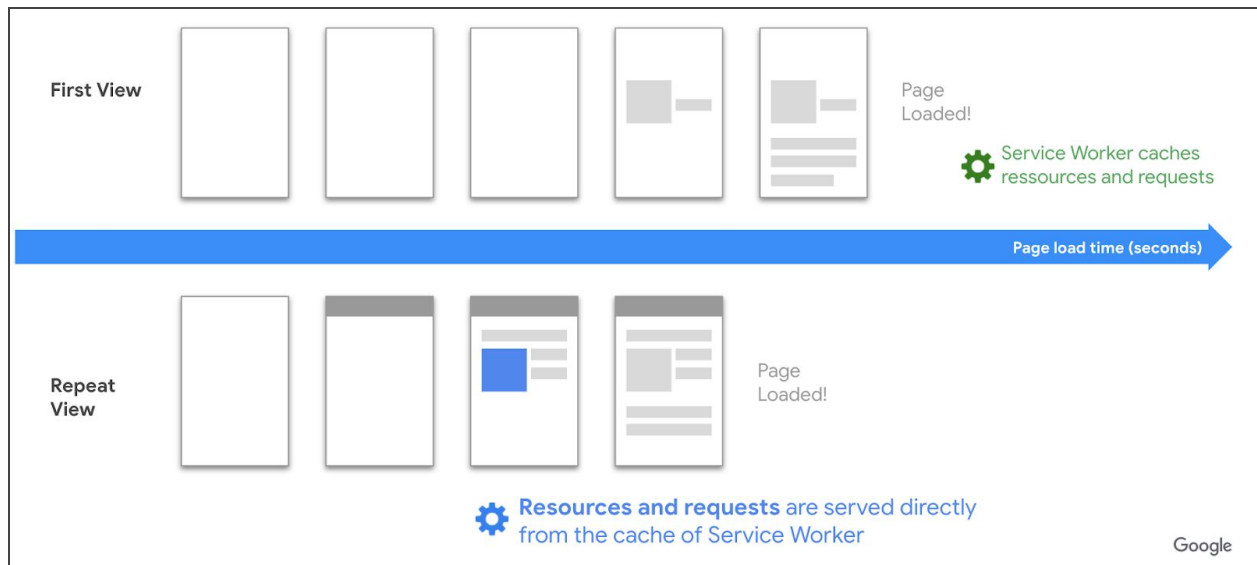 First View
Page
Loaded!
Service Worker caches
ressources and requests
Page load time (seconds)
Repeat
View
Page
Loaded!
Resources and requests are served directly
from the cache of Service Worker
Google